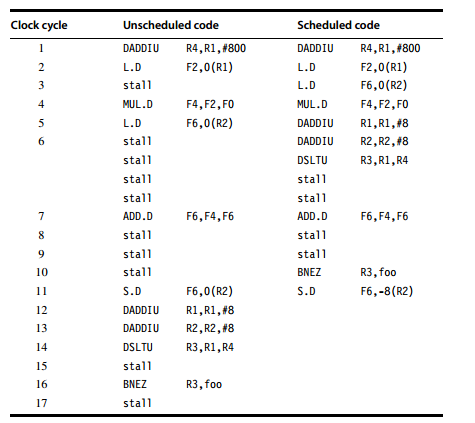 Clock cycle Unscheduled code Scheduled code
1 DADDIU R4,R1,#800 DADDIU R4,R1,#800
2 L.D F2,0(R1) L.D F2,0(R1)
3 stall L.D F6,0(R2)
4 MUL.D F4,F2,F0 MUL.D F4,F2,F0
5 L.D F6,0(R2) DADDIU R1,R1,#8
6 stall DADDIU R2,R2,#8
stall DSLTU R3,R1,R4
stall stall
stall stall
7 ADD.D F6,F4,F6 ADD.D F6,F4,F6
8 stall stall
9 stall stall
10 stall BNEZ R3,foo
11 S.D F6,0(R2) S.D F6,-8(R2)
12 DADDIU R1,R1,#8
13 DADDIU R2,R2,#8
14 DSLTU R3,R1,R4
15 stall
16 BNEZ R3,foo
17 stall